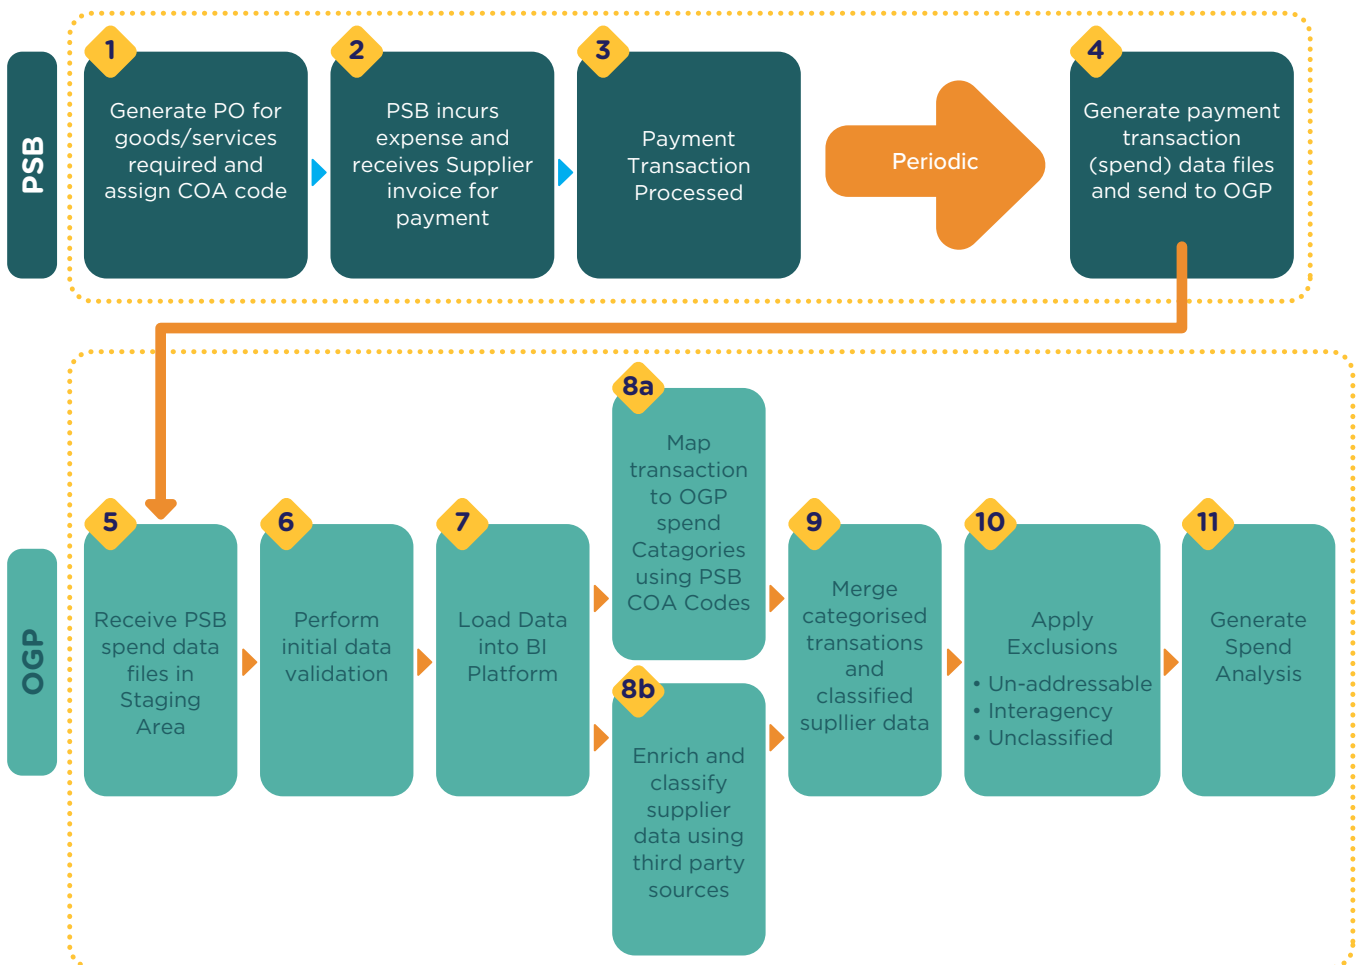 PSB
1
Generate PO for
goods/services
required and
assign COA code
2
PSB incurs
expense and
receives Supplier
invoice for
payment
3
Payment
Transaction
Processed
Periodic
4
Generate payment
transaction
(spend) data files
and send to OGP
OGP
5
Receive PSB
spend data
files in
Staging
Area
6
Perform
initial data
validation
7
Load Data
into BI
Platform
8a
Map
transaction
to OGP
spend
Catagories
using PSB
COA Codes
8b
Enrich and
classify
supplier
data using
third party
sources
9
Merge
categorised
transations
and
classified
supllier data
10
Apply
Exclusions
• Un-addressable
• Interagency
• Unclassified
11
Generate
Spend
Analysis